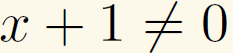 x + 1 ≠ 0